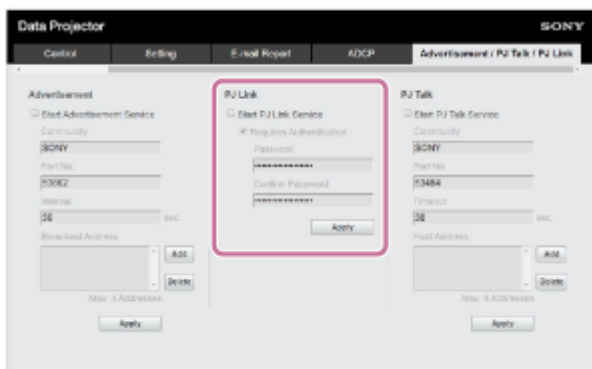 Data Projector
SONY
Control
Setting
E-mail Report
ADCP
Advertisement / PJ Talk / PJ Link
Advertisement
Start Advertisement Service
Community
SONY
Port No.
53862
Interval
30
sec.
Broadcast Address
Add
Delete
Max. 4 Addresses
Apply
PJ Link
Start PJ Link Service
Requires Authentication
Password
Confirm Password
Apply
PJ Talk
Start PJ Talk Service
Community
SONY
Port No.
53484
Timeout
30
sec.
Host Address
Add
Delete
Max. 4 Addresses
Apply